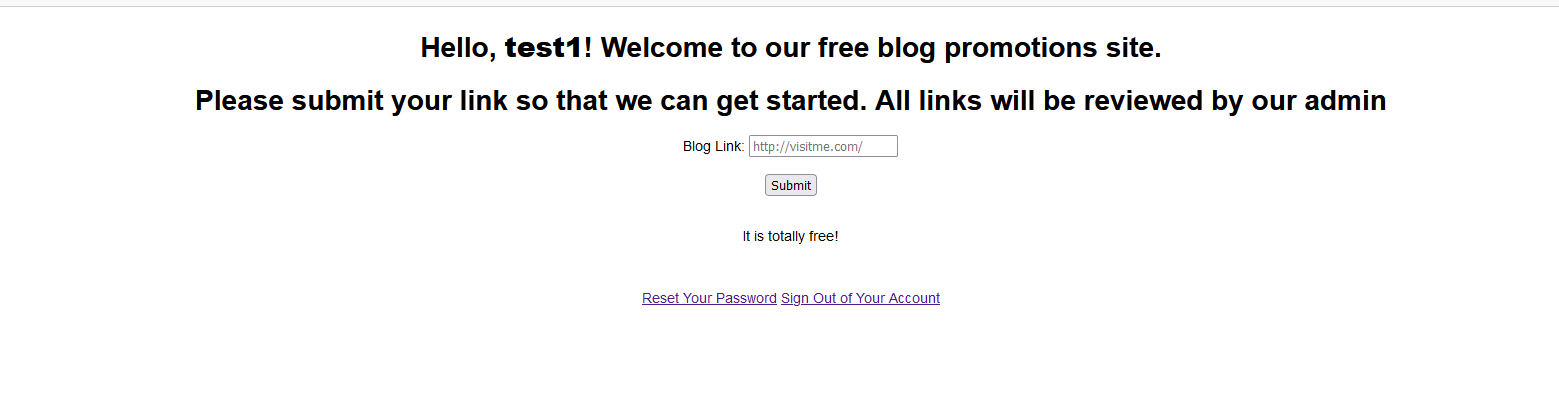 Hello, test1! Welcome to our free blog promotions site.
Please submit your link so that we can get started. All links will be reviewed by our admin
Blog Link: http://visitme.com/
Submit
It is totally free!
Reset Your Password Sign Out of Your Account